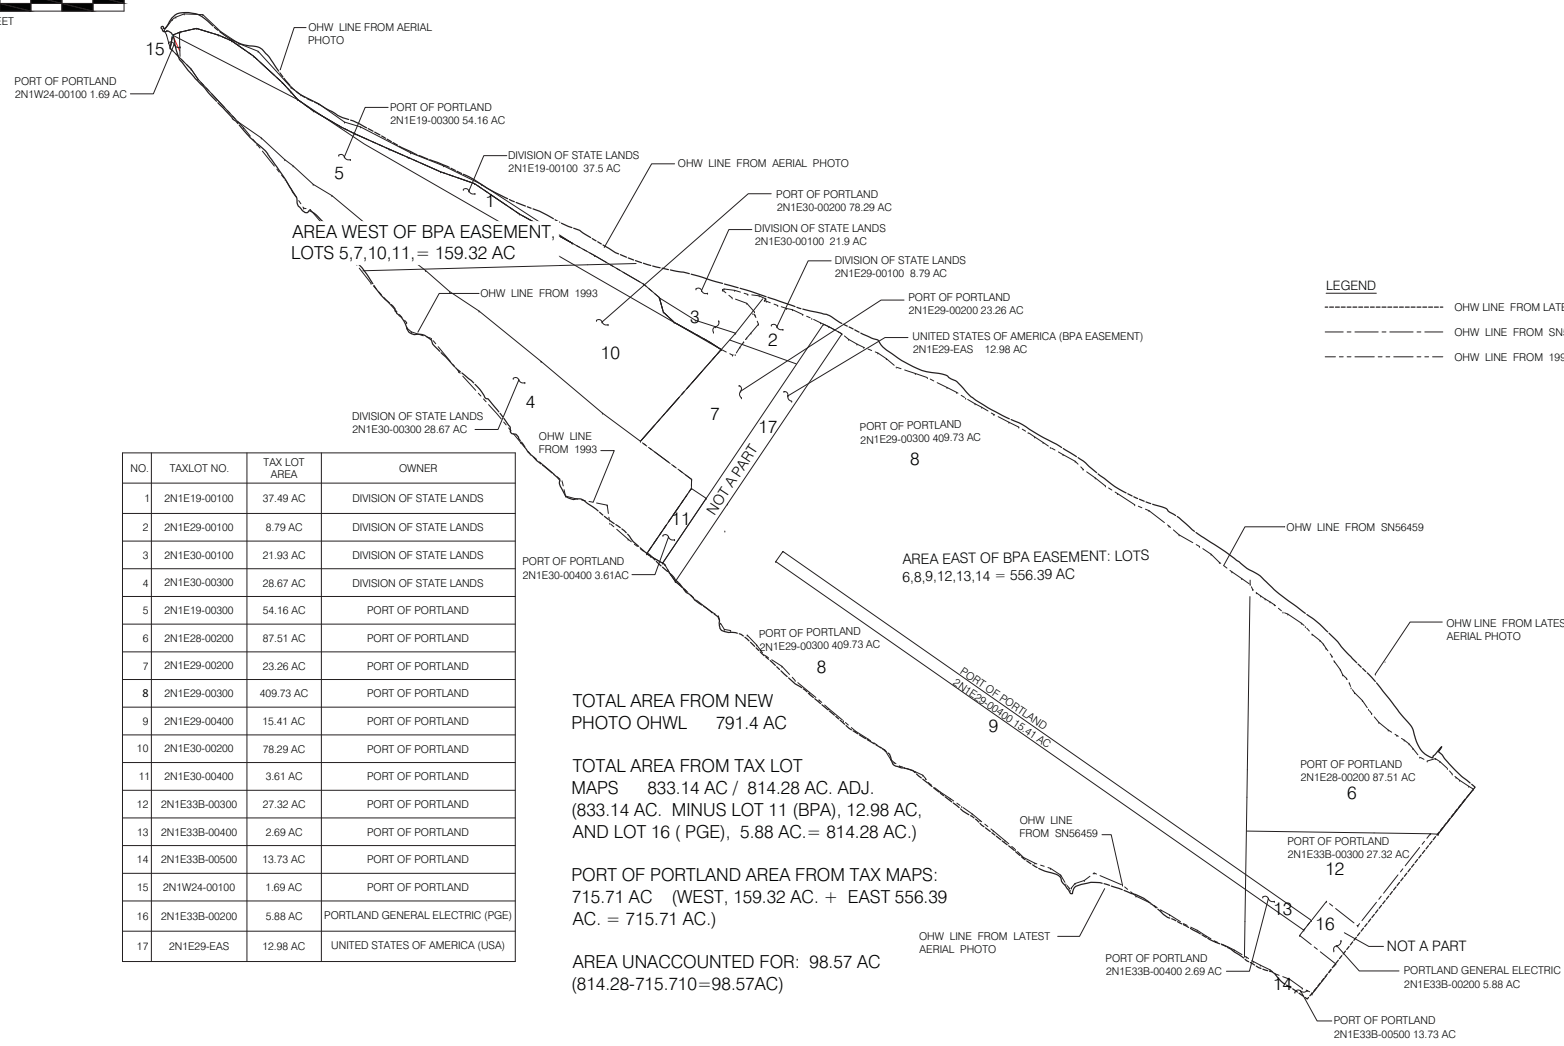 EET
15
OHW LINE FROM AERIAL
PHOTO
PORT OF PORTLAND
2N1W24-00100 1.69 AC
PORT OF PORTLAND
2N1E19-00300 54.16 AC
5
DIVISION OF STATE LANDS
2N1E19-00100 37.5 AC
1
OHW LINE FROM AERIAL PHOTO
PORT OF PORTLAND
2N1E30-00200 78.29 AC
AREA WEST OF BPA EASEMENT,
LOTS 5,7,10,11,= 159.32 AC
DIVISION OF STATE LANDS
2N1E30-00100 21.9 AC
DIVISION OF STATE LANDS
2N1E29-00100 8.79 AC
PORT OF PORTLAND
2N1E29-00200 23.26 AC
UNITED STATES OF AMERICA (BPA EASEMENT)
2N1E29-EAS 12.98 AC
LEGEND
OHW LINE FROM LATE
OHW LINE FROM SN
OHW LINE FROM 199
OHW LINE FROM 1993
3
2
10
4
7
17
NOT A PART
DIVISION OF STATE LANDS
2N1E30-00300 28.67 AC
OHW LINE
FROM 1993
PORT OF PORTLAND
2N1E29-00300 409.73 AC
8
11
PORT OF PORTLAND
2N1E30-00400 3.61AC
OHW LINE FROM SN56459
AREA EAST OF BPA EASEMENT: LOTS
6,8,9,12,13,14 = 556.39 AC
OHW LINE FROM LATES
AERIAL PHOTO
PORT OF PORTLAND
2N1E29-00300 409.73 AC
8
PORT OF PORTLAND
2N1E29-00400 15.41 AC
9
PORT OF PORTLAND
2N1E28-00200 87.51 AC
6
PORT OF PORTLAND
2N1E33B-00300 27.32 AC
12
OHW LINE
FROM SN56459
13
16
NOT A PART
OHW LINE FROM LATEST
AERIAL PHOTO
PORT OF PORTLAND
2N1E33B-00400 2.69 AC
PORTLAND GENERAL ELECTRIC
2N1E33B-00200 5.88 AC
14
PORT OF PORTLAND
2N1E33B-00500 13.73 AC
NO. TAXLOT NO. TAX LOT AREA OWNER
1 2N1E19-00100 37.49 AC DIVISION OF STATE LANDS
2 2N1E29-00100 8.79 AC DIVISION OF STATE LANDS
3 2N1E30-00100 21.93 AC DIVISION OF STATE LANDS
4 2N1E30-00300 28.67 AC DIVISION OF STATE LANDS
5 2N1E19-00300 54.16 AC PORT OF PORTLAND
6 2N1E28-00200 87.51 AC PORT OF PORTLAND
7 2N1E29-00200 23.26 AC PORT OF PORTLAND
8 2N1E29-00300 409.73 AC PORT OF PORTLAND
9 2N1E29-00400 15.41 AC PORT OF PORTLAND
10 2N1E30-00200 78.29 AC PORT OF PORTLAND
11 2N1E30-00400 3.61 AC PORT OF PORTLAND
12 2N1E33B-00300 27.32 AC PORT OF PORTLAND
13 2N1E33B-00400 2.69 AC PORT OF PORTLAND
14 2N1E33B-00500 13.73 AC PORT OF PORTLAND
15 2N1W24-00100 1.69 AC PORT OF PORTLAND
16 2N1E33B-00200 5.88 AC PORTLAND GENERAL ELECTRIC (PGE)
17 2N1E29-EAS 12.98 AC UNITED STATES OF AMERICA (USA)
TOTAL AREA FROM NEW
PHOTO OHWL 791.4 AC
TOTAL AREA FROM TAX LOT
MAPS 833.14 AC / 814.28 AC. ADJ.
(833.14 AC. MINUS LOT 11 (BPA), 12.98 AC,
AND LOT 16 ( PGE), 5.88 AC.= 814.28 AC.)
PORT OF PORTLAND AREA FROM TAX MAPS:
715.71 AC (WEST, 159.32 AC. + EAST 556.39
AC. = 715.71 AC.)
AREA UNACCOUNTED FOR: 98.57 AC
(814.28-715.710=98.57AC)